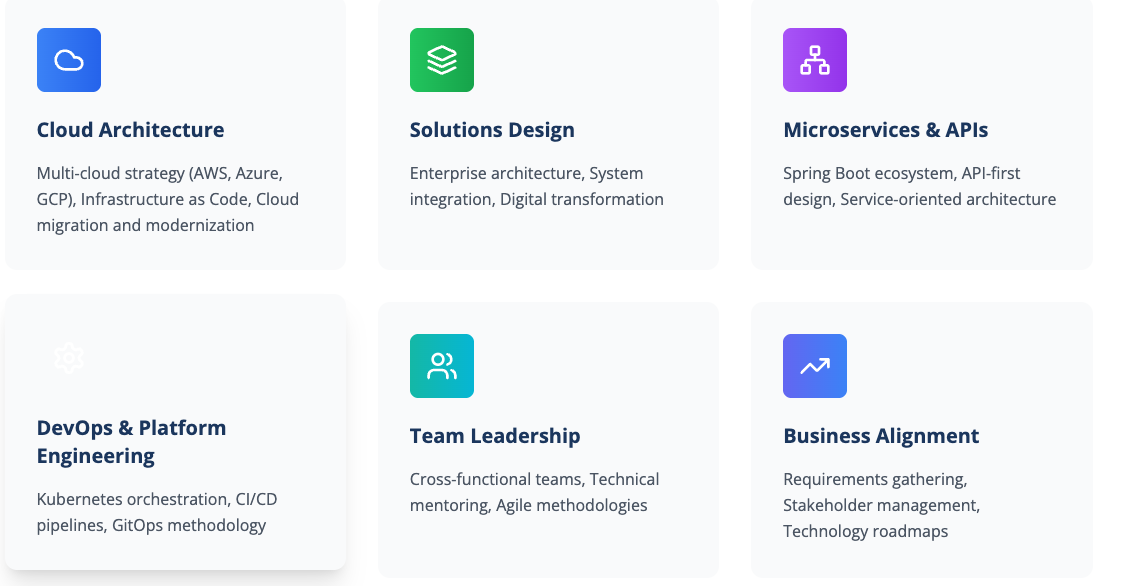 Cloud Architecture
Multi-cloud strategy (AWS, Azure,
GCP), Infrastructure as Code, Cloud
migration and modernization
Solutions Design
Enterprise architecture, System
integration, Digital transformation
Microservices & APIs
Spring Boot ecosystem, API-first
design, Service-oriented architecture
DevOps & Platform
Engineering
Kubernetes orchestration, CI/CD
pipelines, GitOps methodology
Team Leadership
Cross-functional teams, Technical
mentoring, Agile methodologies
Business Alignment
Requirements gathering,
Stakeholder management,
Technology roadmaps